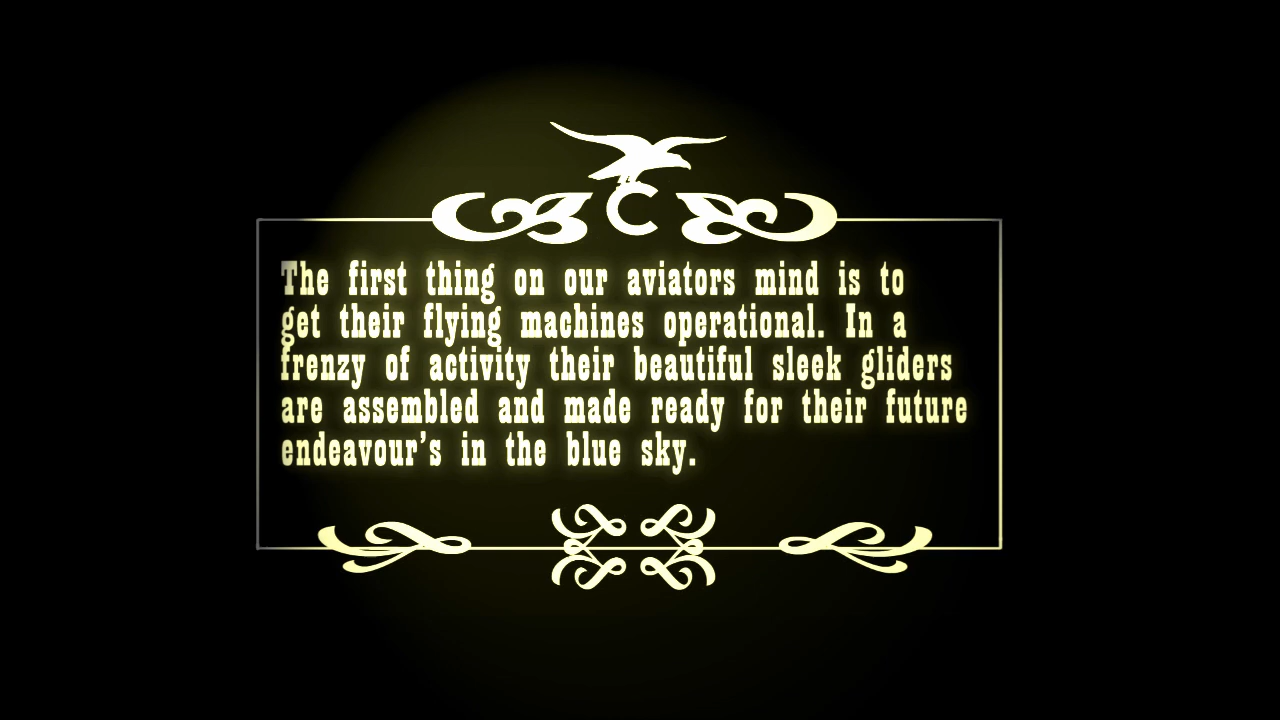 C
The first thing on our aviators mind is to
get their flying machines operational. In a
frenzy of activity their beautiful sleek gliders
are assembled and made ready for their future
endeavour's in the blue sky.